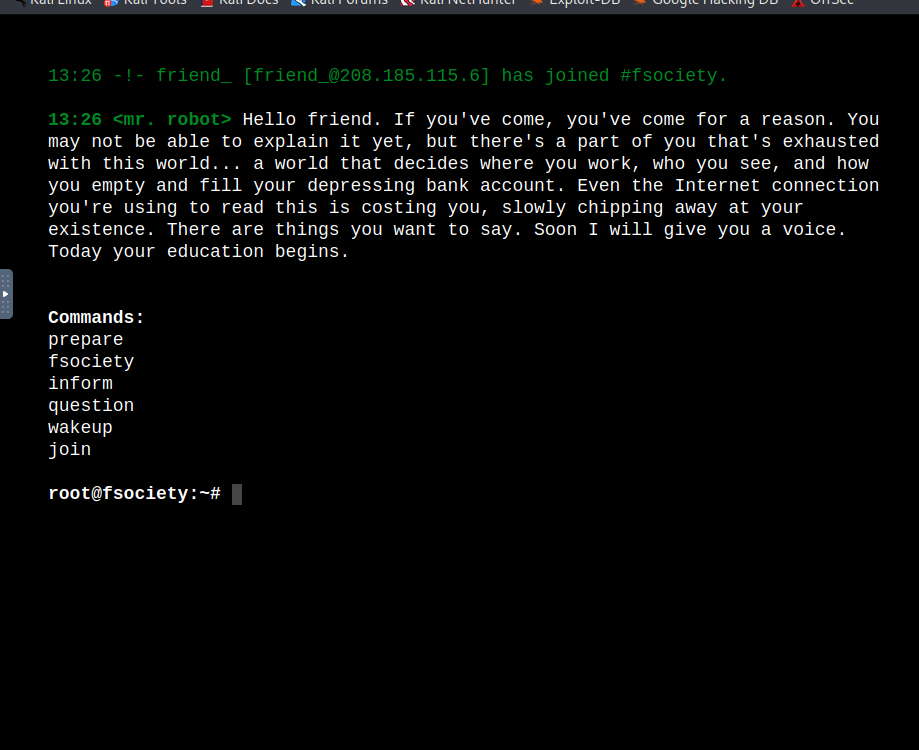 Kali Linux Kali Tools Kali Docs Kali Forums Kali NetHunter Exploit-DB Google Hacking DB OffSec
13:26 -!- friend_ [friend_@208.185.115.6] has joined #fsociety.
13:26 <mr. robot> Hello friend. If you've come, you've come for a reason. You
may not be able to explain it yet, but there's a part of you that's exhausted
with this world... a world that decides where you work, who you see, and how
you empty and fill your depressing bank account. Even the Internet connection
you're using to read this is costing you, slowly chipping away at your
existence. There are things you want to say. Soon I will give you a voice.
Today your education begins.
Commands:
prepare
fsociety
inform
question
wakeup
join
root@fsociety:~#